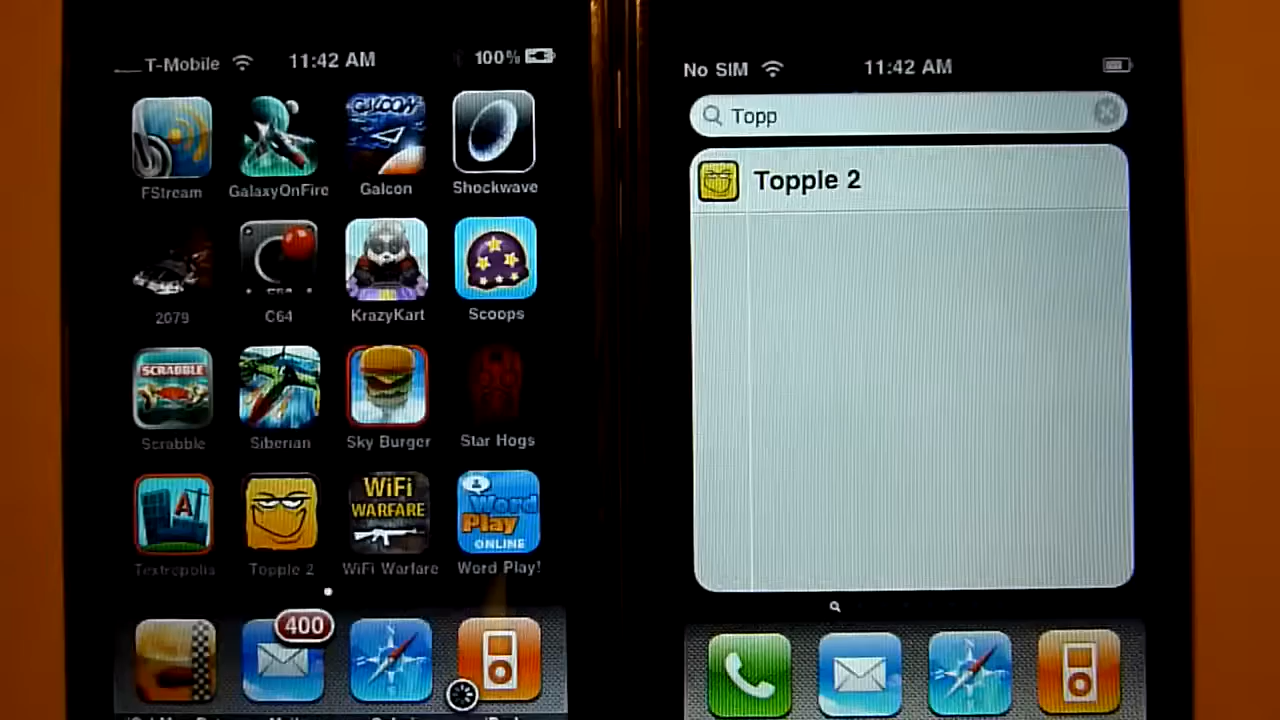 T-Mobile 11:42 AM 100%
FStream GalaxyOnFire Galcon Shockwave
GALCON
2079 C64 KrazyKart Scoops
SCRABBLE
Scrabble Siberian Sky Burger Star Hogs
A WiFi WARFARE Word Play ONLINE
Textropolis Topple 2 WiFi Warfare Word Play!
400
No SIM 11:42 AM
Topp
Topple 2